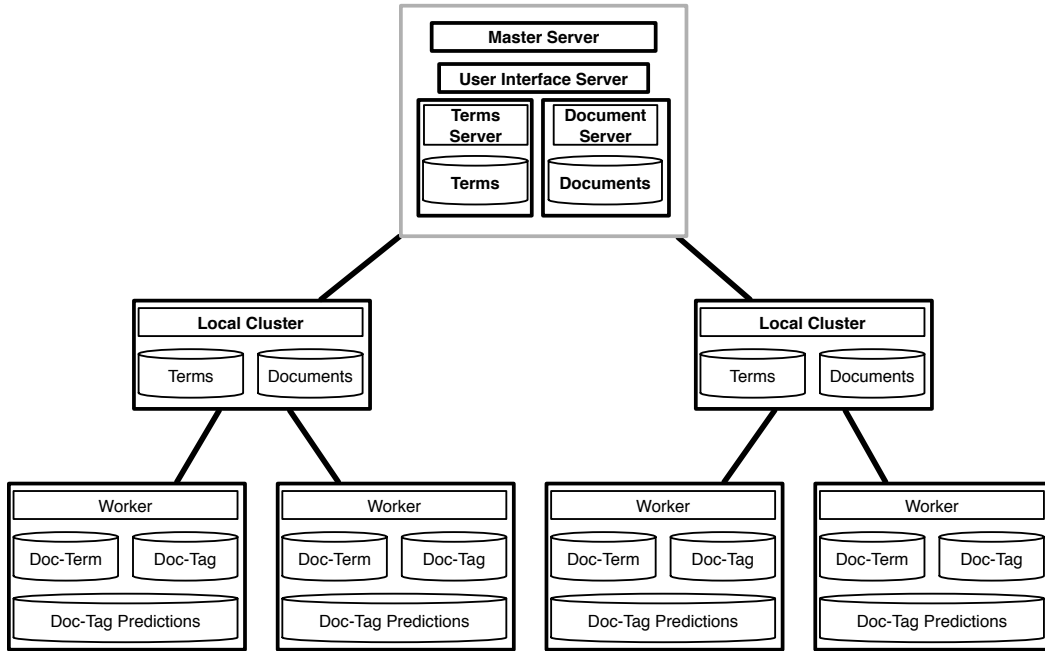 Master Server
User Interface Server
Terms
Server
Document
Server
Terms
Documents
Local Cluster
Terms
Documents
Local Cluster
Terms
Documents
Worker
Doc-Term
Doc-Tag
Doc-Tag Predictions
Worker
Doc-Term
Doc-Tag
Doc-Tag Predictions
Worker
Doc-Term
Doc-Tag
Doc-Tag Predictions
Worker
Doc-Term
Doc-Tag
Doc-Tag Predictions